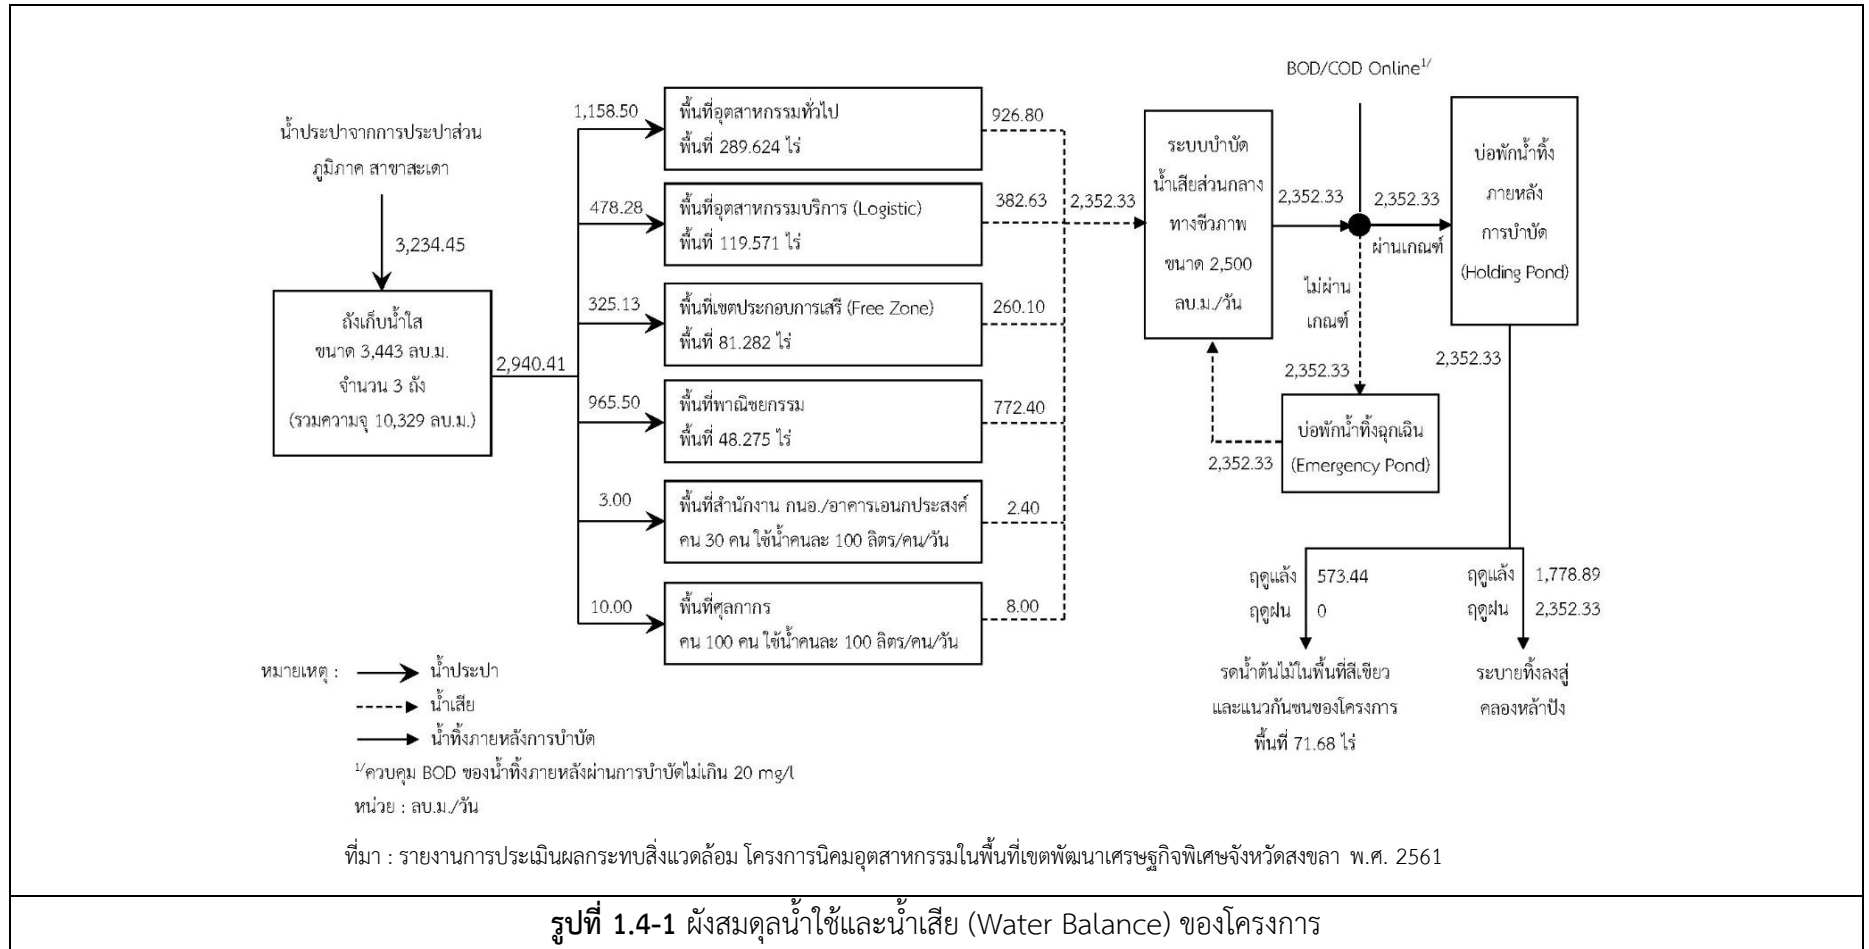 น้ำประปาจากการประปาส่วน
ภูมิภาค สาขาสะเดา
3,234.45
ถังเก็บน้ำใส
ขนาด 3,443 ลบ.ม.
จำนวน 3 ถัง
(รวมความจุ 10,329 ลบ.ม.)
2,940.41
1,158.50
พื้นที่อุตสาหกรรมทั่วไป
พื้นที่ 289.624 ไร่
926.80
478.28
พื้นที่อุตสาหกรรมบริการ (Logistic)
พื้นที่ 119.571 ไร่
382.63
325.13
พื้นที่เขตประกอบการเสรี (Free Zone)
พื้นที่ 81.282 ไร่
260.10
965.50
พื้นที่พาณิชยกรรม
พื้นที่ 48.275 ไร่
772.40
3.00
พื้นที่สำนักงาน กนอ./อาคารเอนกประสงค์
คน 30 คน ใช้น้ำคนละ 100 ลิตร/คน/วัน
2.40
10.00
พื้นที่ศุลกากร
คน 100 คน ใช้น้ำคนละ 100 ลิตร/คน/วัน
8.00
2,352.33
ระบบบำบัด
น้ำเสียส่วนกลาง
ทางชีวภาพ
ขนาด 2,500
ลบ.ม./วัน
2,352.33
BOD/COD Online1/
2,352.33
ผ่านเกณฑ์
ไม่ผ่าน
เกณฑ์
2,352.33
บ่อพักน้ำทิ้งฉุกเฉิน
(Emergency Pond)
2,352.33
บ่อพักน้ำทิ้ง
ภายหลัง
การบำบัด
(Holding Pond)
2,352.33
ฤดูแล้ง 573.44
ฤดูฝน 0
รดน้ำต้นไม้ในพื้นที่สีเขียว
และแนวกันชนของโครงการ
พื้นที่ 71.68 ไร่
ฤดูแล้ง 1,778.89
ฤดูฝน 2,352.33
ระบายทิ้งลงสู่
คลองหล้าปัง
หมายเหตุ : น้ำประปา
น้ำเสีย
น้ำทิ้งภายหลังการบำบัด
1/ควบคุม BOD ของน้ำทิ้งภายหลังผ่านการบำบัดไม่เกิน 20 mg/l
หน่วย : ลบ.ม./วัน
ที่มา : รายงานการประเมินผลกระทบสิ่งแวดล้อม โครงการนิคมอุตสาหกรรมในพื้นที่เขตพัฒนาเศรษฐกิจพิเศษจังหวัดสงขลา พ.ศ. 2561
รูปที่ 1.4-1 ผังสมดุลน้ำใช้และน้ำเสีย (Water Balance) ของโครงการ